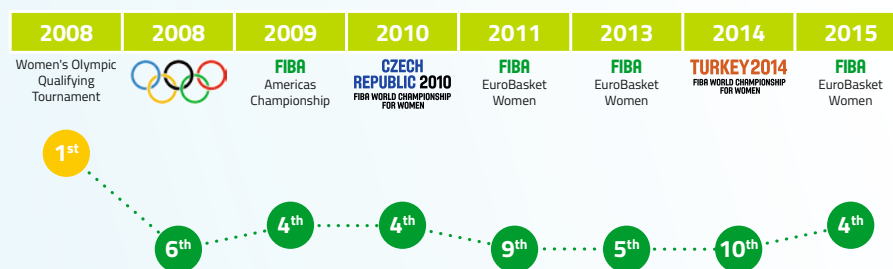 2008 2008 2009 2010 2011 2013 2014 2015
Women's Olympic
Qualifying
Tournament
FIBA
Americas
Championship
CZECH
REPUBLIC 2010
FIBA WORLD CHAMPIONSHIP
FOR WOMEN
FIBA
EuroBasket
Women
FIBA
EuroBasket
Women
TURKEY 2014
FIBA WORLD CHAMPIONSHIP
FOR WOMEN
FIBA
EuroBasket
Women
1st
6th
4th
4th
9th
5th
10th
4th